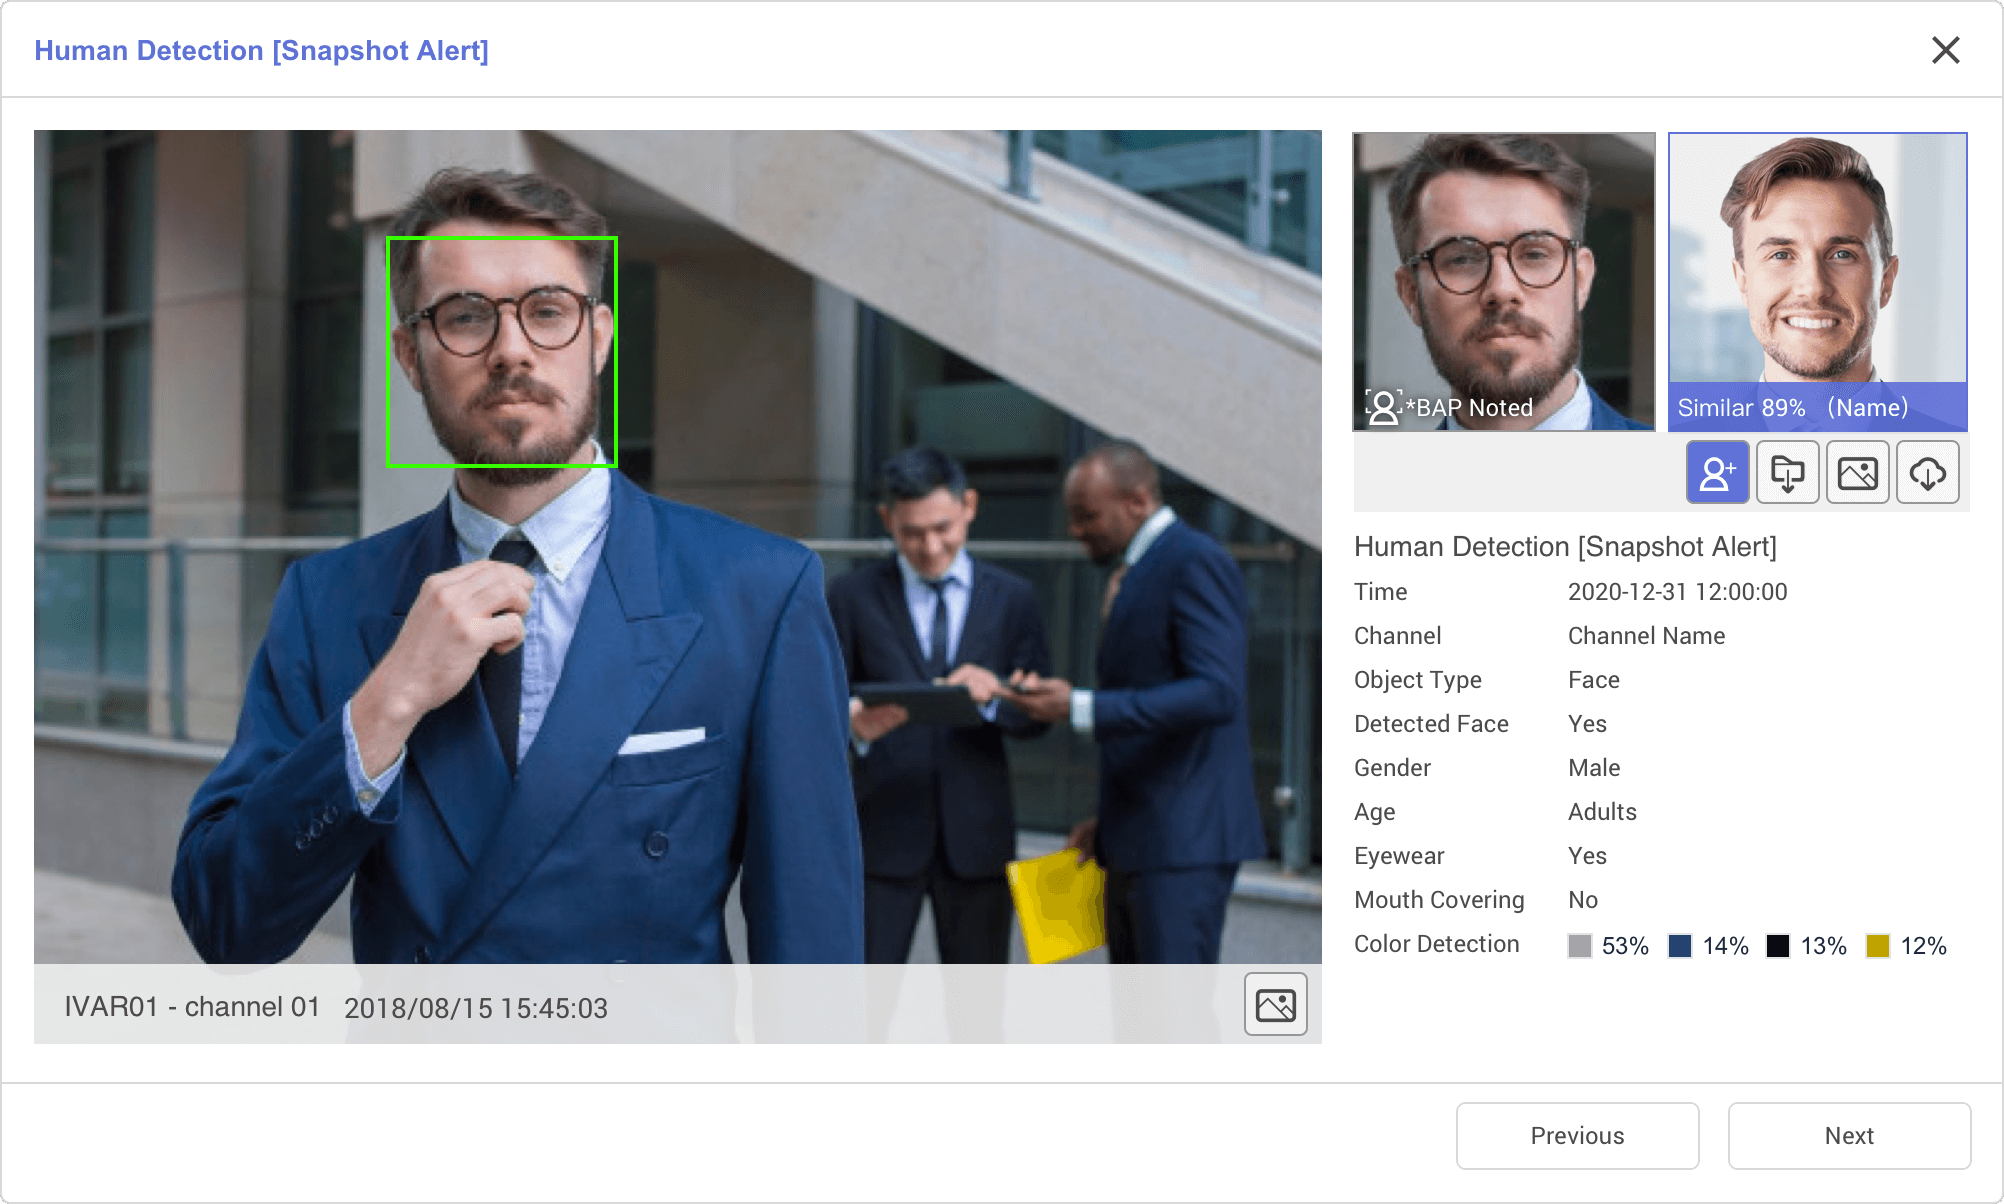 Human Detection [Snapshot Alert]
*BAP Noted
Similar 89% (Name)
Human Detection [Snapshot Alert]
Time 2020-12-31 12:00:00
Channel Channel Name
Object Type Face
Detected Face Yes
Gender Male
Age Adults
Eyewear Yes
Mouth Covering No
Color Detection 53% 14% 13% 12%
IVAR01 - channel 01 2018/08/15 15:45:03
Previous
Next